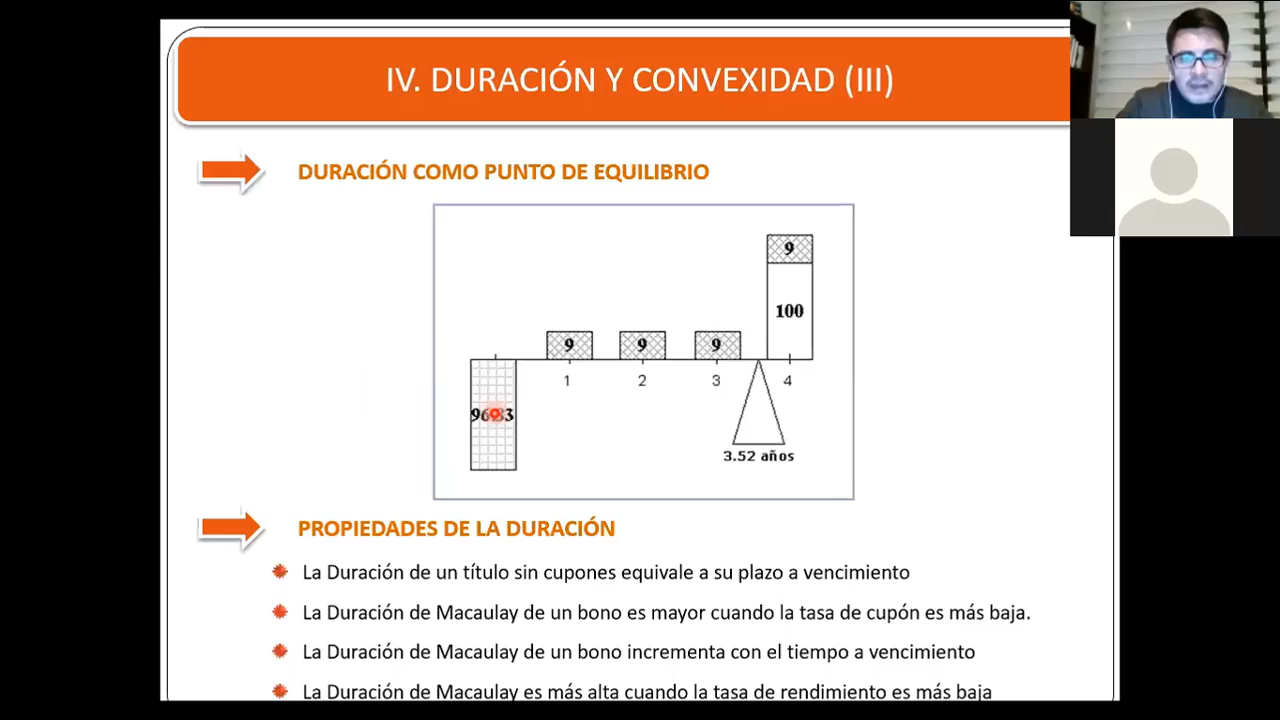 IV. DURACIÓN Y CONVEXIDAD (III)
DURACIÓN COMO PUNTO DE EQUILIBRIO
9
100
9
9
9
1
2
3
4
3.52 años
PROPIEDADES DE LA DURACIÓN
La Duración de un título sin cupones equivale a su plazo a vencimiento
La Duración de Macaulay de un bono es mayor cuando la tasa de cupón es más baja.
La Duración de Macaulay de un bono incrementa con el tiempo a vencimiento
La Duración de Macaulay es más alta cuando la tasa de rendimiento es más baja